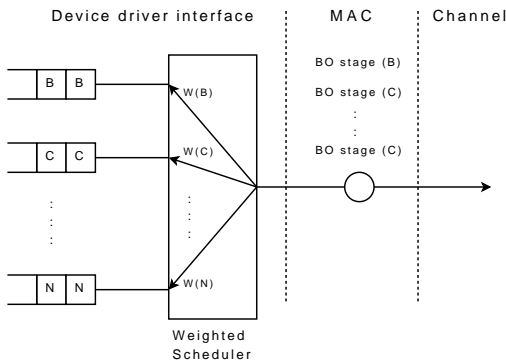 Device driver interface MAC Channel
BO stage (B)
B B W(B)
BO stage (C)
:
:
C C W(C) BO stage (C)
: :
: :
: :
N N W(N)
Weighted
Scheduler